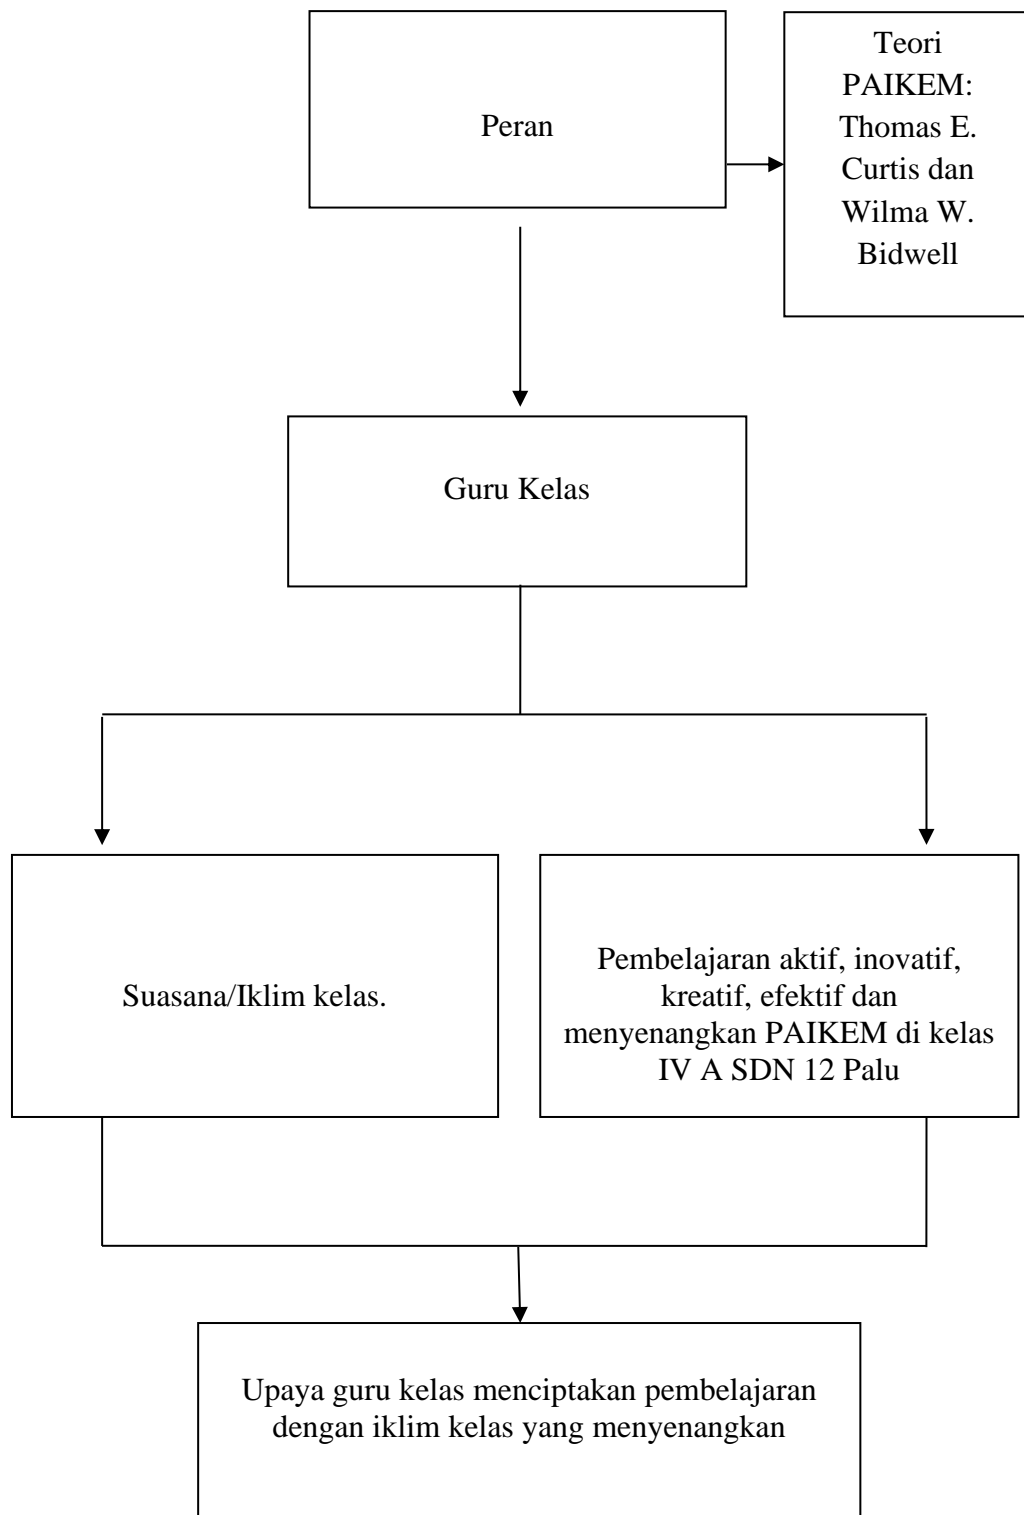 Peran
Teori
PAIKEM:
Thomas E.
Curtis dan
Wilma W.
Bidwell
Guru Kelas
Suasana/Iklim kelas.
Pembelajaran aktif, inovatif,
kreatif, efektif dan
menyenangkan PAIKEM di kelas
IV A SDN 12 Palu
Upaya guru kelas menciptakan pembelajaran
dengan iklim kelas yang menyenangkan